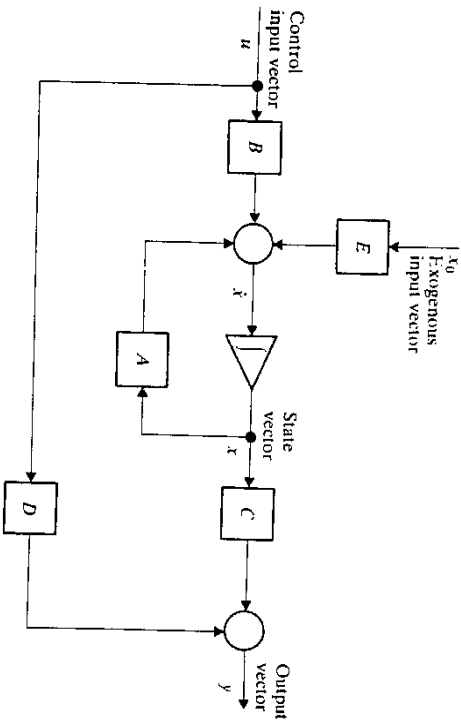 x₀
Exogenous
input vector
E
Control
input vector
u
B
ẋ
∫
State
vector
x
C
Output
vector
y
A
D